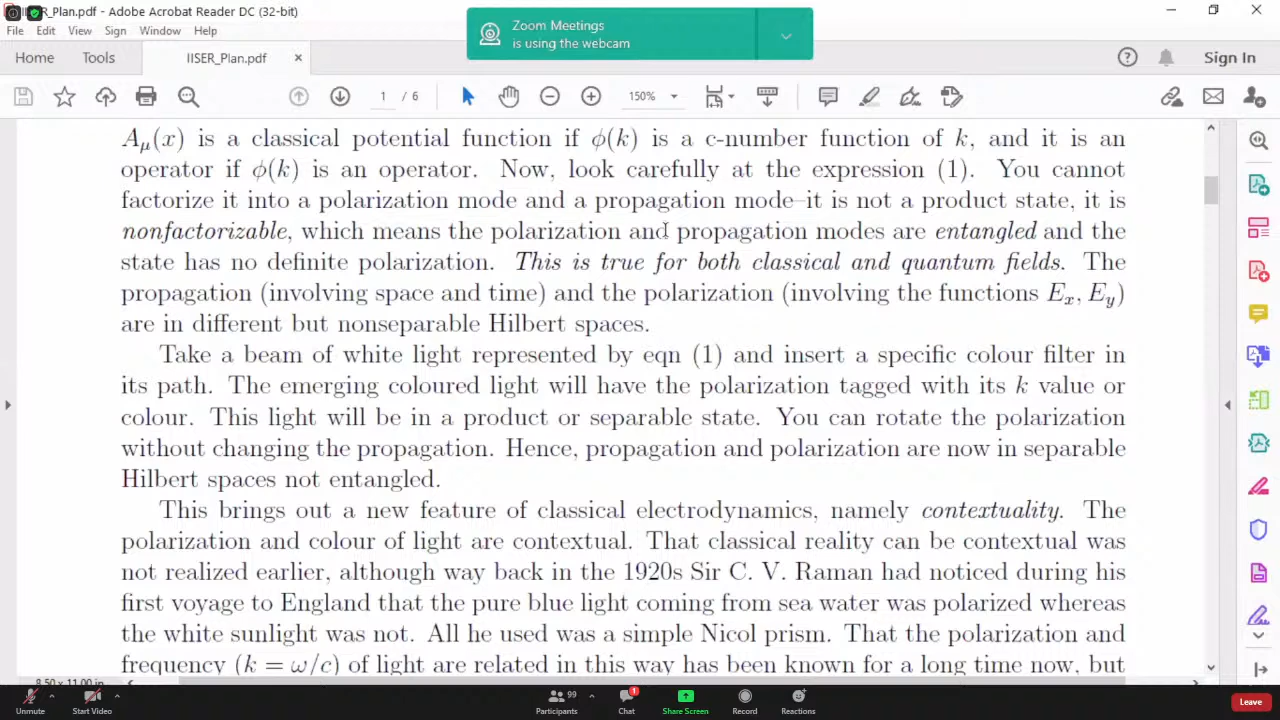 IISER_Plan.pdf - Adobe Acrobat Reader DC (32-bit)
File Edit View Sign Window Help
Zoom Meetings
is using the webcam
Home Tools IISER_Plan.pdf × Sign In
1 / 6 150%
A_μ(x) is a classical potential function if ϕ(k) is a c-number function of k, and it is an
operator if ϕ(k) is an operator. Now, look carefully at the expression (1). You cannot
factorize it into a polarization mode and a propagation mode–it is not a product state, it is
nonfactorizable, which means the polarization and propagation modes are entangled and the
state has no definite polarization. This is true for both classical and quantum fields. The
propagation (involving space and time) and the polarization (involving the functions E_x, E_y)
are in different but nonseparable Hilbert spaces.
Take a beam of white light represented by eqn (1) and insert a specific colour filter in
its path. The emerging coloured light will have the polarization tagged with its k value or
colour. This light will be in a product or separable state. You can rotate the polarization
without changing the propagation. Hence, propagation and polarization are now in separable
Hilbert spaces not entangled.
This brings out a new feature of classical electrodynamics, namely contextuality. The
polarization and colour of light are contextual. That classical reality can be contextual was
not realized earlier, although way back in the 1920s Sir C. V. Raman had noticed during his
first voyage to England that the pure blue light coming from sea water was polarized whereas
the white sunlight was not. All he used was a simple Nicol prism. That the polarization and
frequency (k = ω/c) of light are related in this way has been known for a long time now, but
8.50 x 11.00 in
Unmute Start Video Participants 99 Chat 1 Share Screen Record Reactions Leave